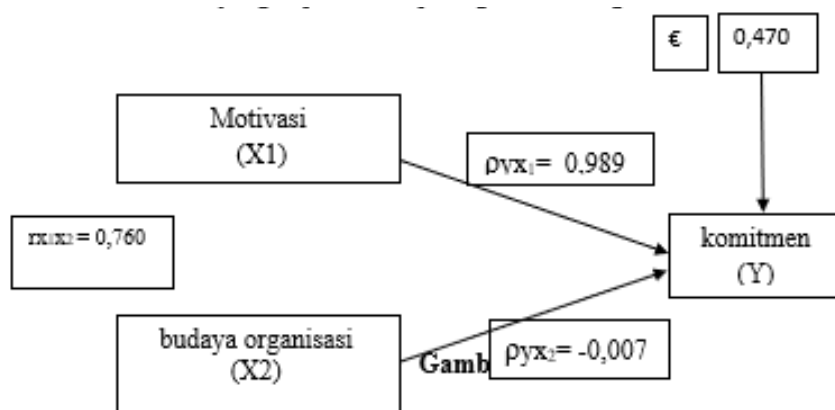 €
0,470
Motivasi
(X1)
ρyx₁= 0,989
rx₁x₂ = 0,760
komitmen
(Y)
budaya organisasi
(X2)
Gamb
ρyx₂= -0,007